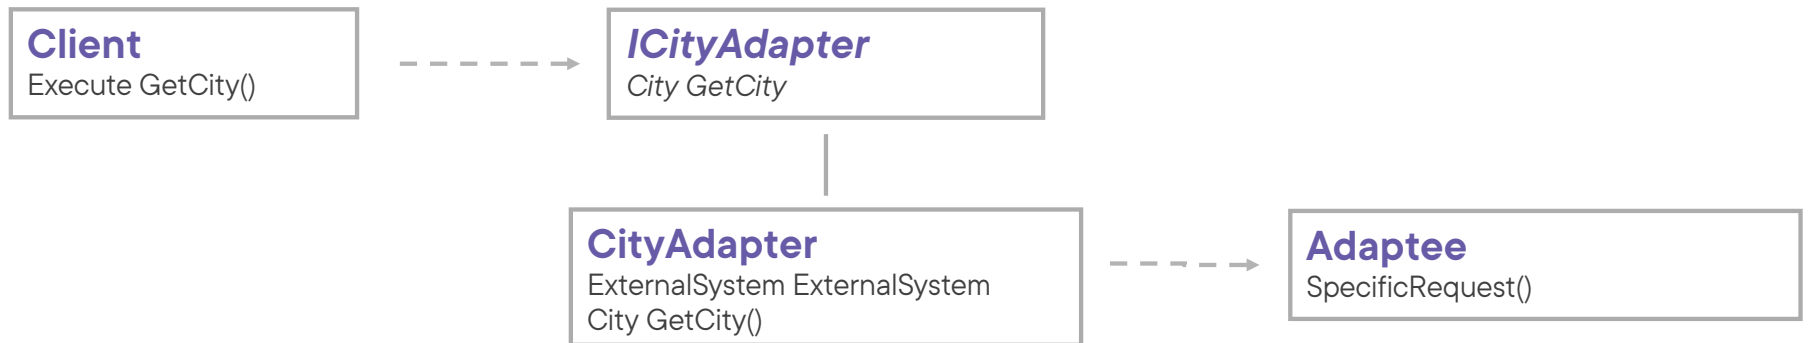 Client
Execute GetCity()
ICityAdapter
City GetCity
CityAdapter
ExternalSystem ExternalSystem
City GetCity()
Adaptee
SpecificRequest()